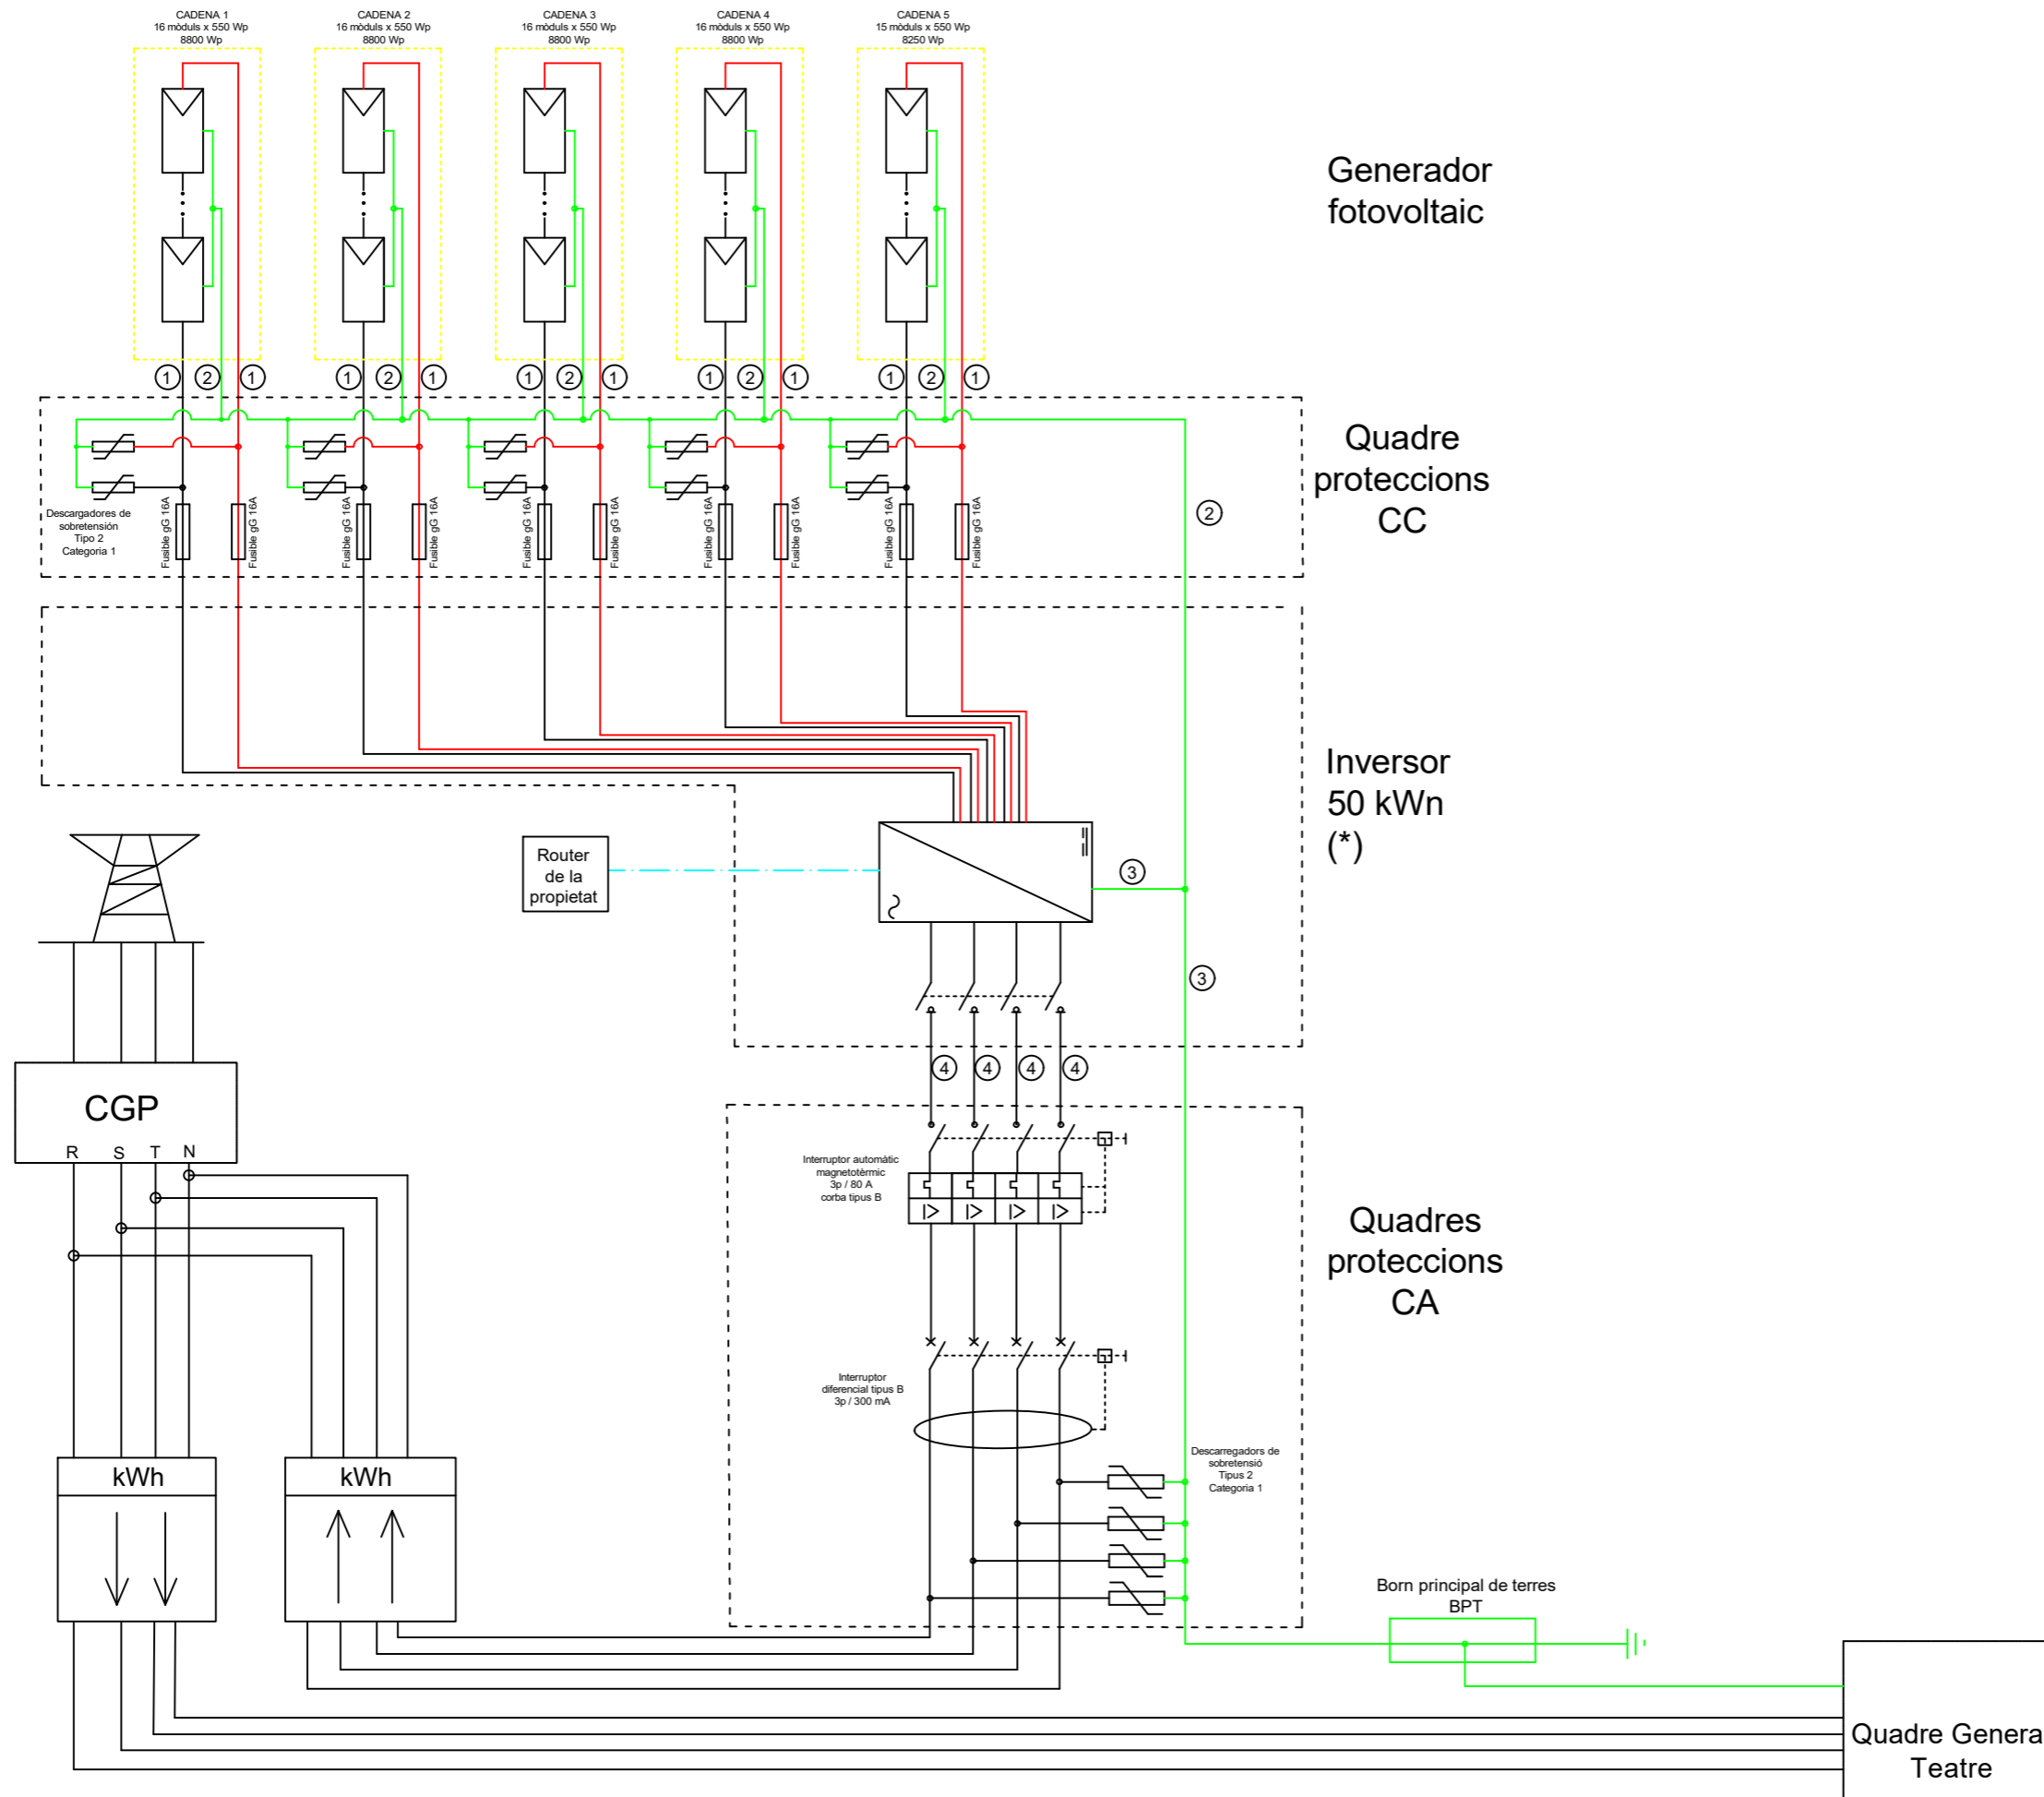 CADENA 1
16 mòduls x 550 Wp
8800 Wp
CADENA 2
16 mòduls x 550 Wp
8800 Wp
CADENA 3
16 mòduls x 550 Wp
8800 Wp
CADENA 4
16 mòduls x 550 Wp
8800 Wp
CADENA 5
15 mòduls x 550 Wp
8250 Wp
Generador
fotovoltaic
1 2 1
1 2 1
1 2 1
1 2 1
1 2 1
Quadre
proteccions
CC
Descargadores de
sobretensión
Tipo 2
Categoria 1
Fusible gG 16A
Fusible gG 16A
Fusible gG 16A
Fusible gG 16A
Fusible gG 16A
Fusible gG 16A
Fusible gG 16A
Fusible gG 16A
Fusible gG 16A
Fusible gG 16A
2
Inversor
50 kWn
(*)
Router
de la
propietat
3
3
4 4 4 4
CGP
R S T N
Interruptor automàtic
magnetotèrmic
3p / 80 A
corba tipus B
Quadres
proteccions
CA
Interruptor
diferencial tipus B
3p / 300 mA
kWh
kWh
Descarregadors de
sobretensió
Tipus 2
Categoria 1
Born principal de terres
BPT
Quadre Genera
Teatre